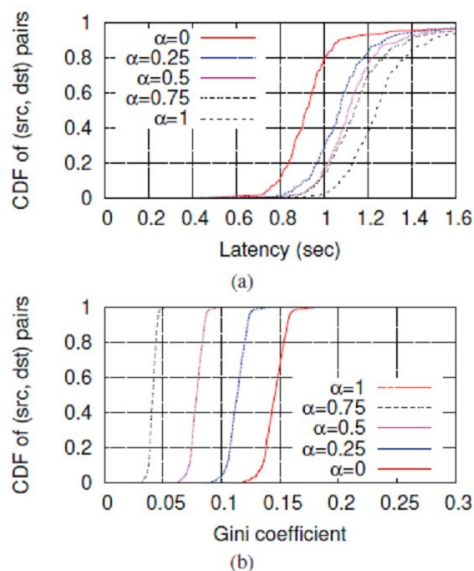 CDF of (src, dst) pairs
1
0.8
0.6
0.4
0.2
0
α=0
α=0.25
α=0.5
α=0.75
α=1
0 0.2 0.4 0.6 0.8 1 1.2 1.4 1.6
Latency (sec)
(a)
CDF of (src, dst) pairs
1
0.8
0.6
0.4
0.2
0
α=1
α=0.75
α=0.5
α=0.25
α=0
0 0.05 0.1 0.15 0.2 0.25 0.3
Gini coefficient
(b)